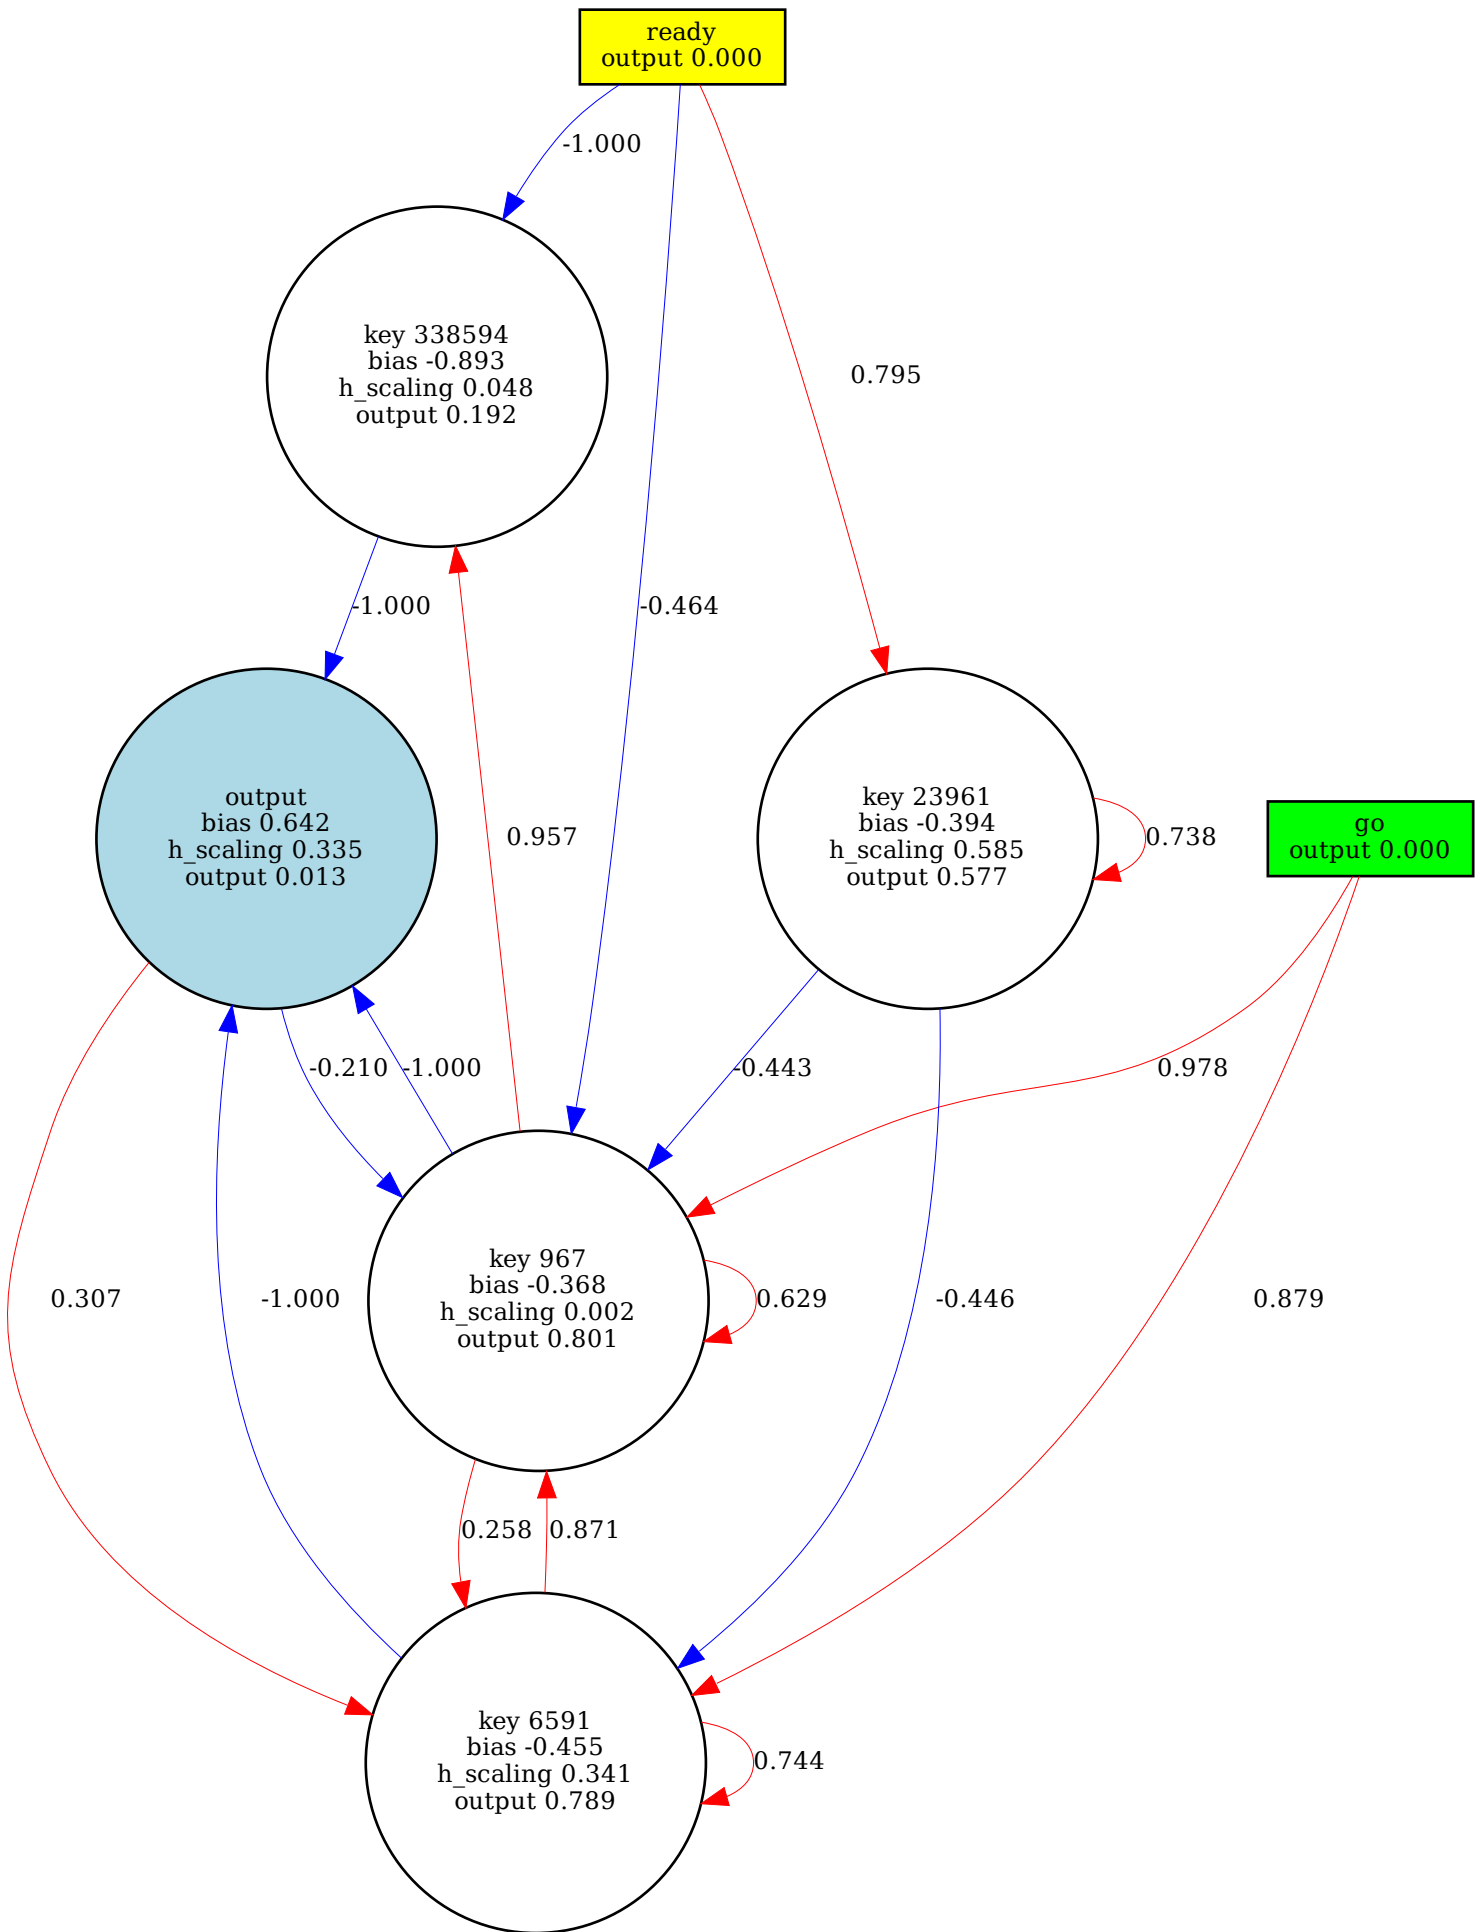 ready
output 0.000
-1.000
key 338594
bias -0.893
h_scaling 0.048
output 0.192
0.795
-1.000
-0.464
output
bias 0.642
h_scaling 0.335
output 0.013
0.957
key 23961
bias -0.394
h_scaling 0.585
output 0.577
0.738
go
output 0.000
-0.210
-1.000
-0.443
0.978
0.307
-1.000
key 967
bias -0.368
h_scaling 0.002
output 0.801
0.629
-0.446
0.879
0.258
0.871
key 6591
bias -0.455
h_scaling 0.341
output 0.789
0.744